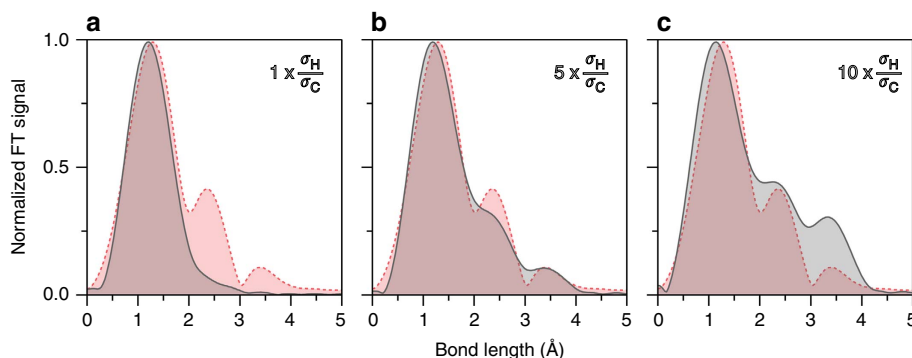 a
b
c
1 x σH/σC
5 x σH/σC
10 x σH/σC
Normalized FT signal
1.0
0.5
0.0
0 1 2 3 4 5
0 1 2 3 4 5
0 1 2 3 4 5
Bond length (Å)